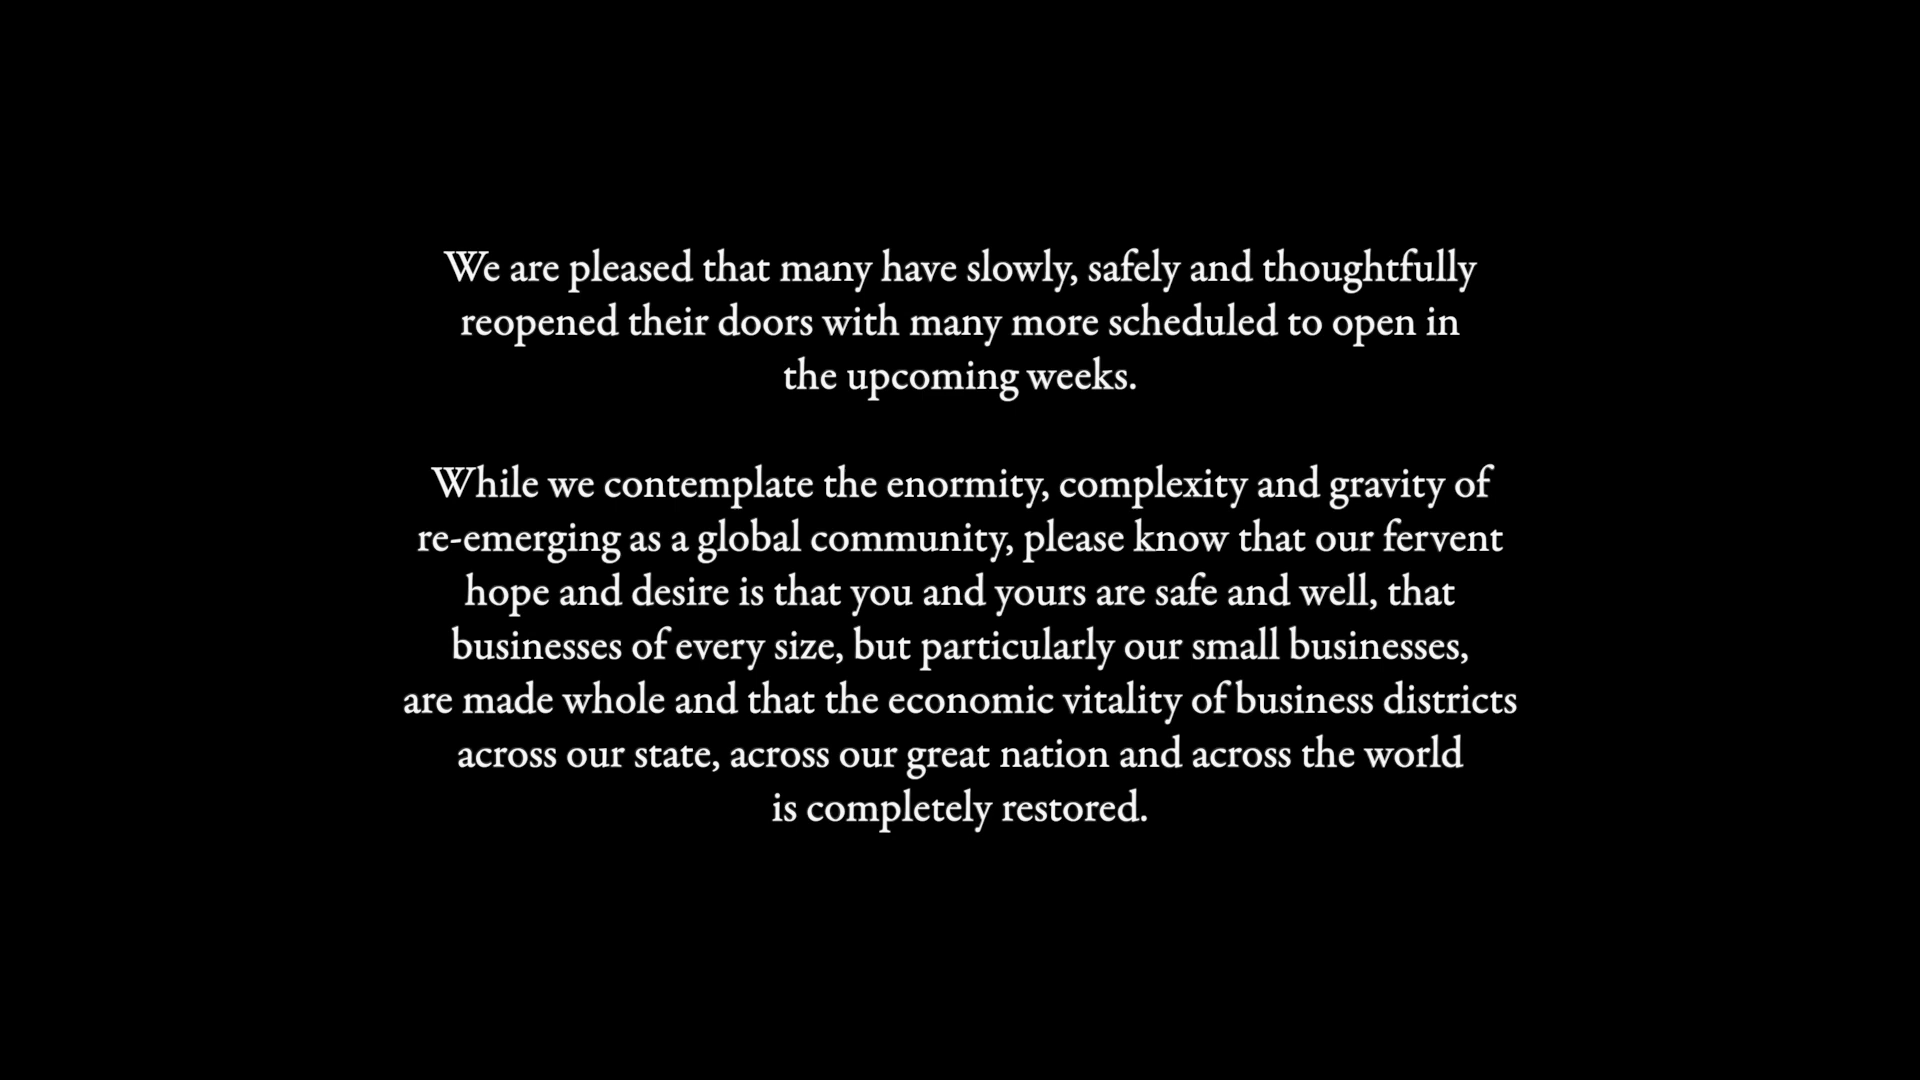 We are pleased that many have slowly, safely and thoughtfully
reopened their doors with many more scheduled to open in
the upcoming weeks.
While we contemplate the enormity, complexity and gravity of
re-emerging as a global community, please know that our fervent
hope and desire is that you and yours are safe and well, that
businesses of every size, but particularly our small businesses,
are made whole and that the economic vitality of business districts
across our state, across our great nation and across the world
is completely restored.